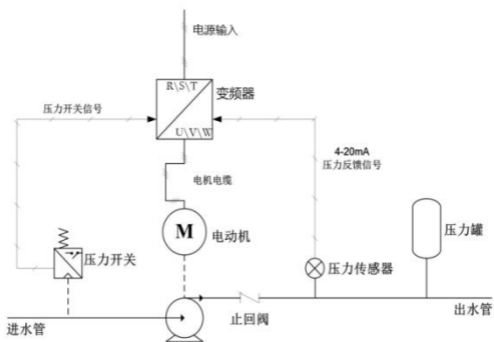 电源输入
R\S\T
变频器
压力开关信号
U\V\W
4-20mA
压力反馈信号
电机电缆
M
电动机
压力罐
压力开关
压力传感器
进水管
止回阀
出水管